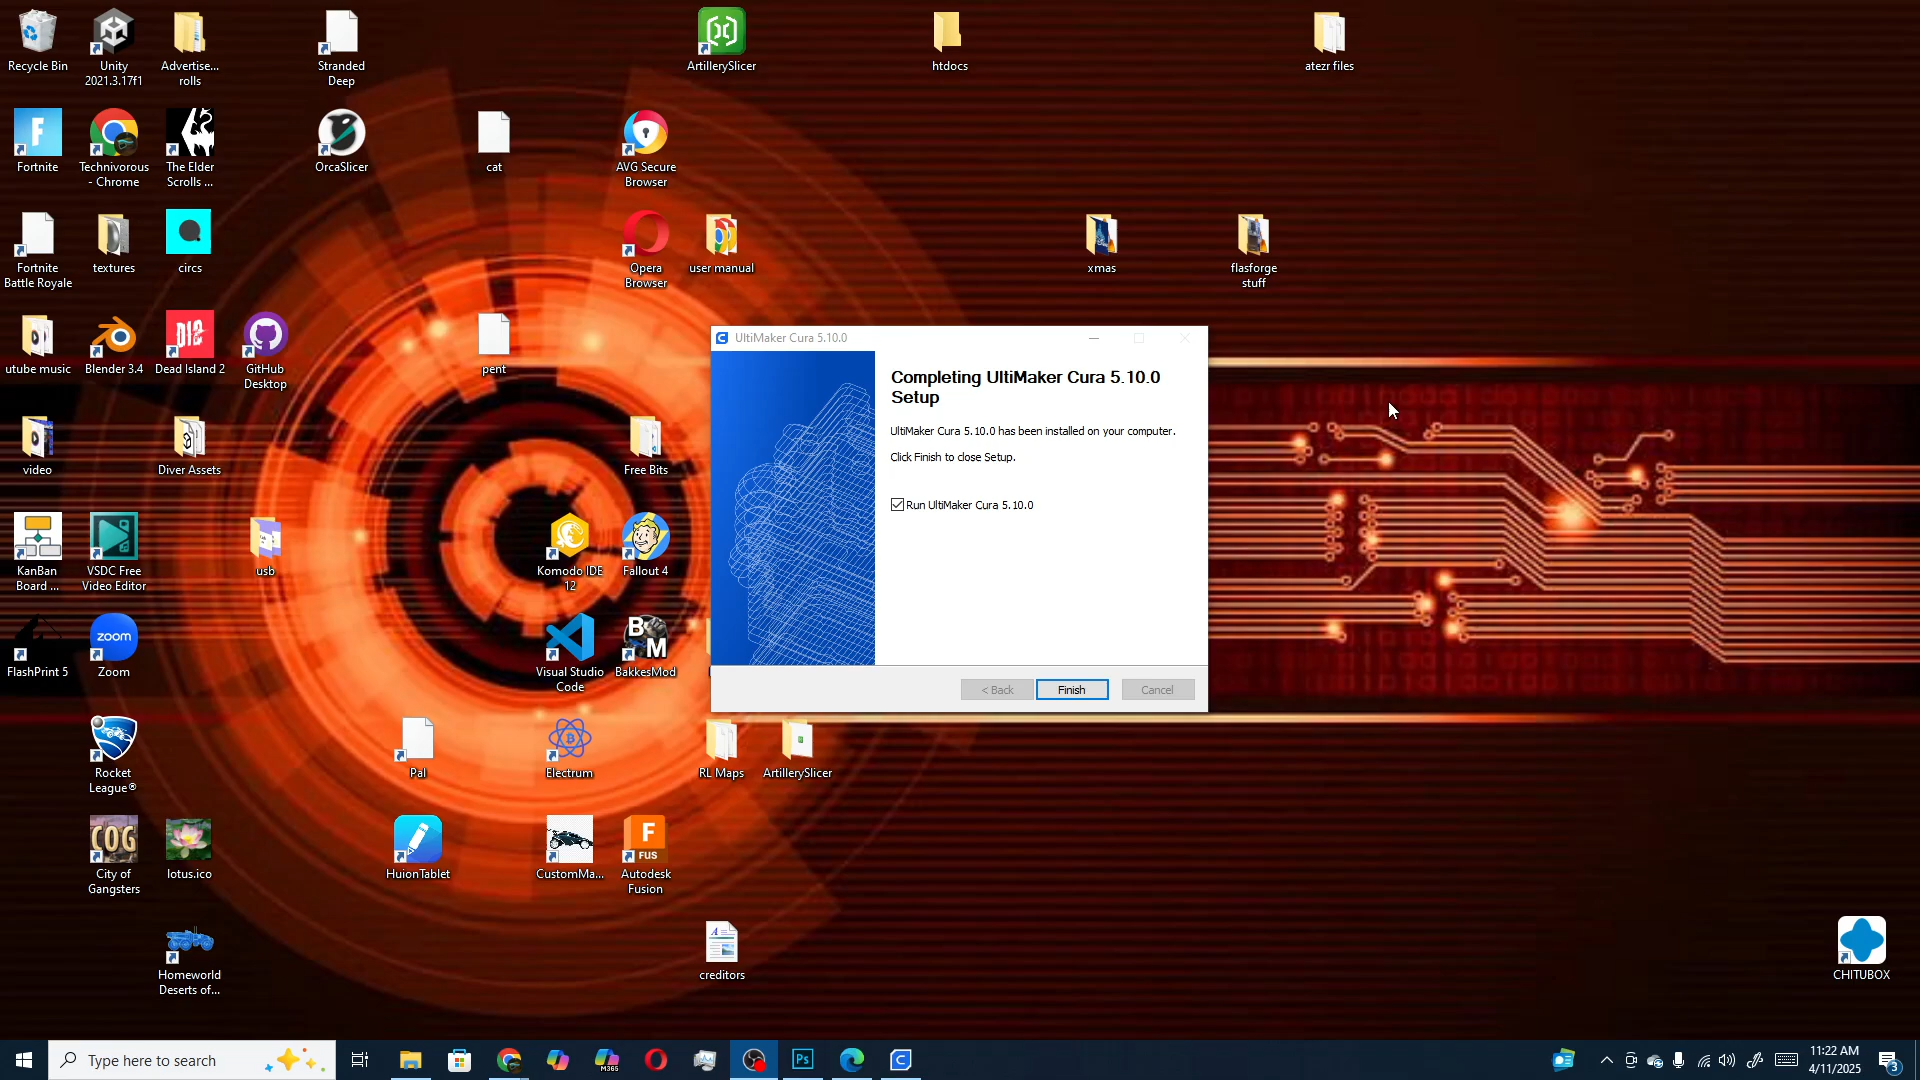 Recycle Bin
Unity
2021.3.17f1
Advertise...
rolls
Stranded
Deep
ArtillerySlicer
htdocs
atezr files
Fortnite
Technivorous
- Chrome
The Elder
Scrolls ...
OrcaSlicer
cat
AVG Secure
Browser
Fortnite
Battle Royale
textures
circs
Opera
Browser
user manual
xmas
flasforge
stuff
utube music
Blender 3.4
DI2
Dead Island 2
GitHub
Desktop
pent
UltiMaker Cura 5.10.0
Completing UltiMaker Cura 5.10.0
Setup
UltiMaker Cura 5.10.0 has been installed on your computer.
Click Finish to close Setup.
Run UltiMaker Cura 5.10.0
< Back
Finish
Cancel
video
Diver Assets
Free Bits
KanBan
Board ...
VSDC Free
Video Editor
usb
Komodo IDE
12
Fallout 4
FlashPrint 5
zoom
Zoom
Visual Studio
Code
B
M
BakkesMod
Rocket
League®
Pal
Electrum
RL Maps
ArtillerySlicer
COG
City of
Gangsters
lotus.ico
HuionTablet
CustomMa...
F
FUS
Autodesk
Fusion
Homeworld
Deserts of...
creditors
CHITUBOX
Type here to search
M365
Ps
11:22 AM
4/11/2025
3